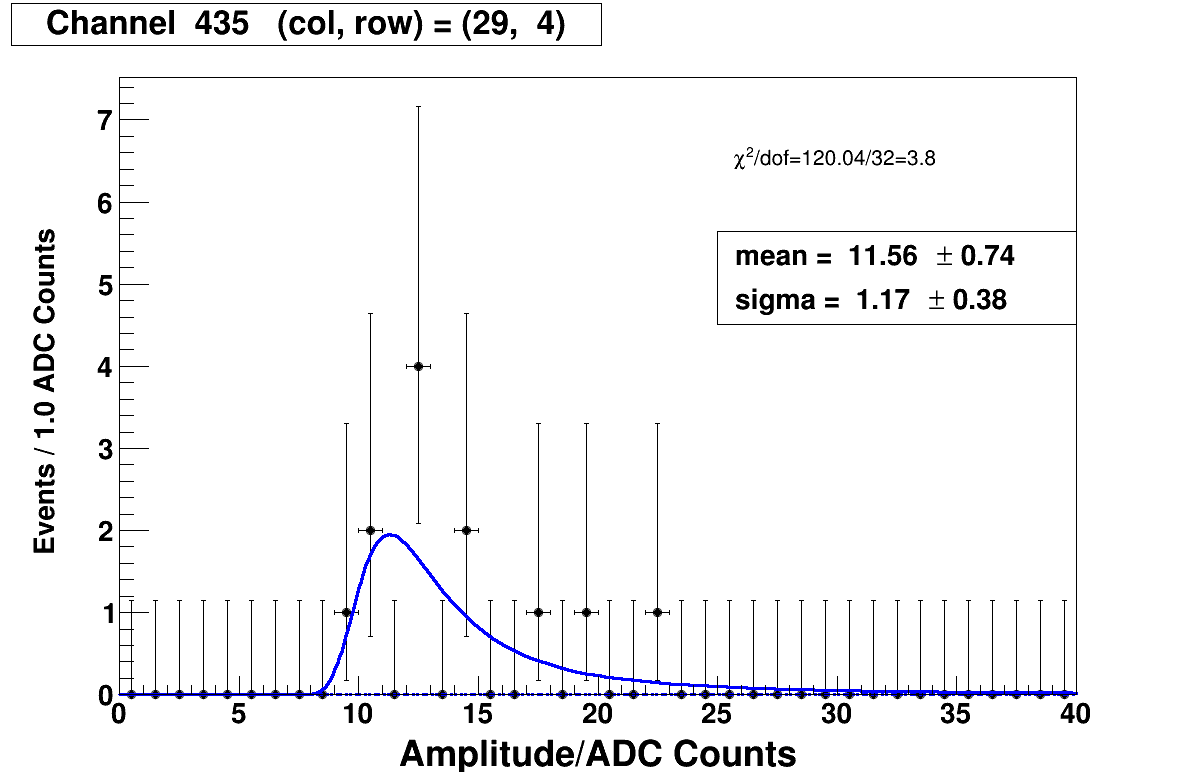 Channel 435 (col, row) = (29, 4)
χ²/dof=120.04/32=3.8
mean = 11.56 ± 0.74
sigma = 1.17 ± 0.38
Events / 1.0 ADC Counts
7
6
5
4
3
2
1
0
0 5 10 15 20 25 30 35 40
Amplitude/ADC Counts